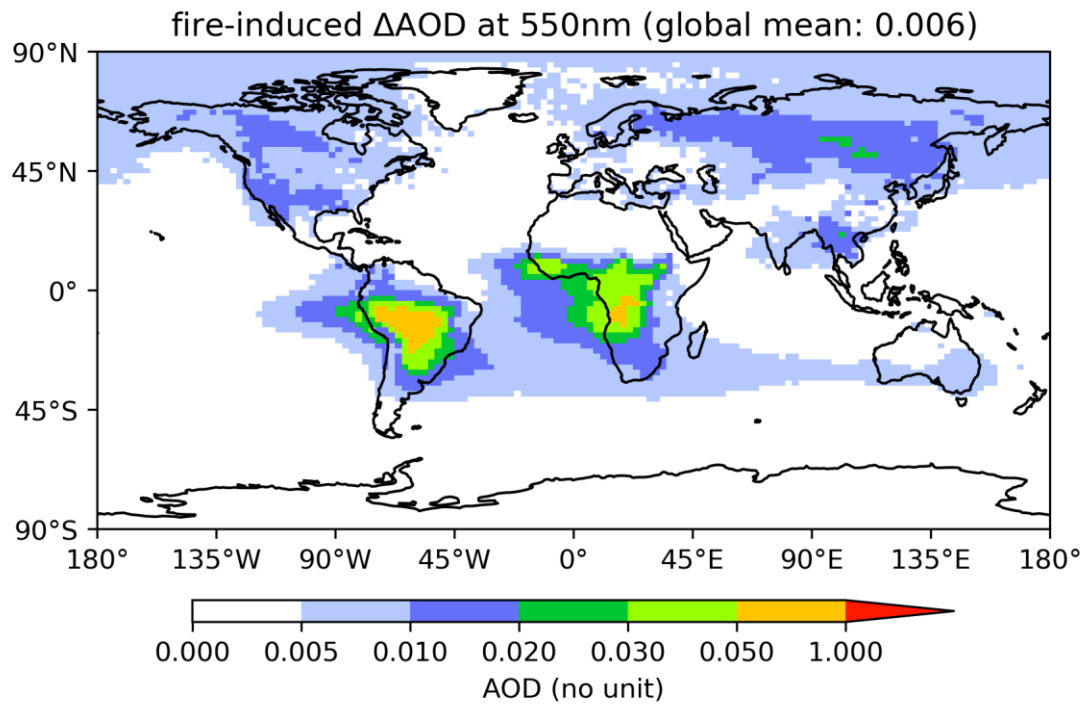 fire-induced ΔAOD at 550nm (global mean: 0.006)
90°N
45°N
0°
45°S
90°S
180° 135°W 90°W 45°W 0° 45°E 90°E 135°E 180°
0.000 0.005 0.010 0.020 0.030 0.050 1.000
AOD (no unit)